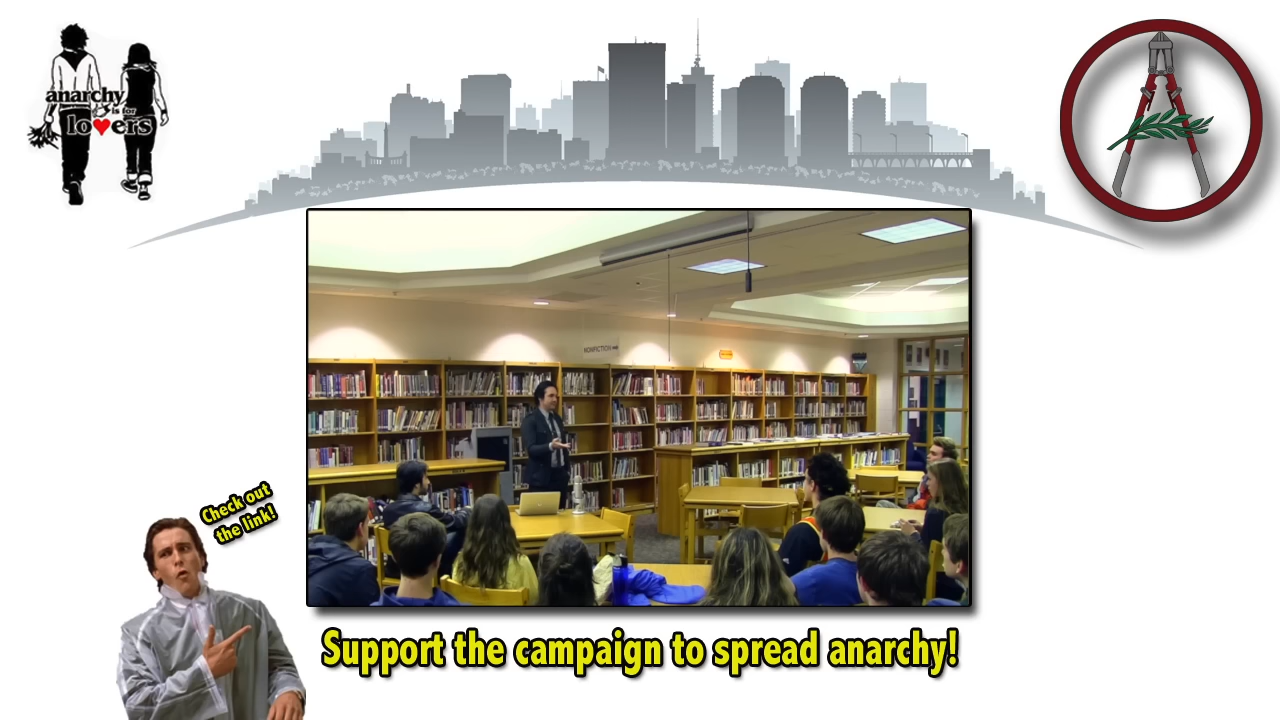 anarchy
is for
lovers
NONFICTION
Check out
the link!
Support the campaign to spread anarchy!